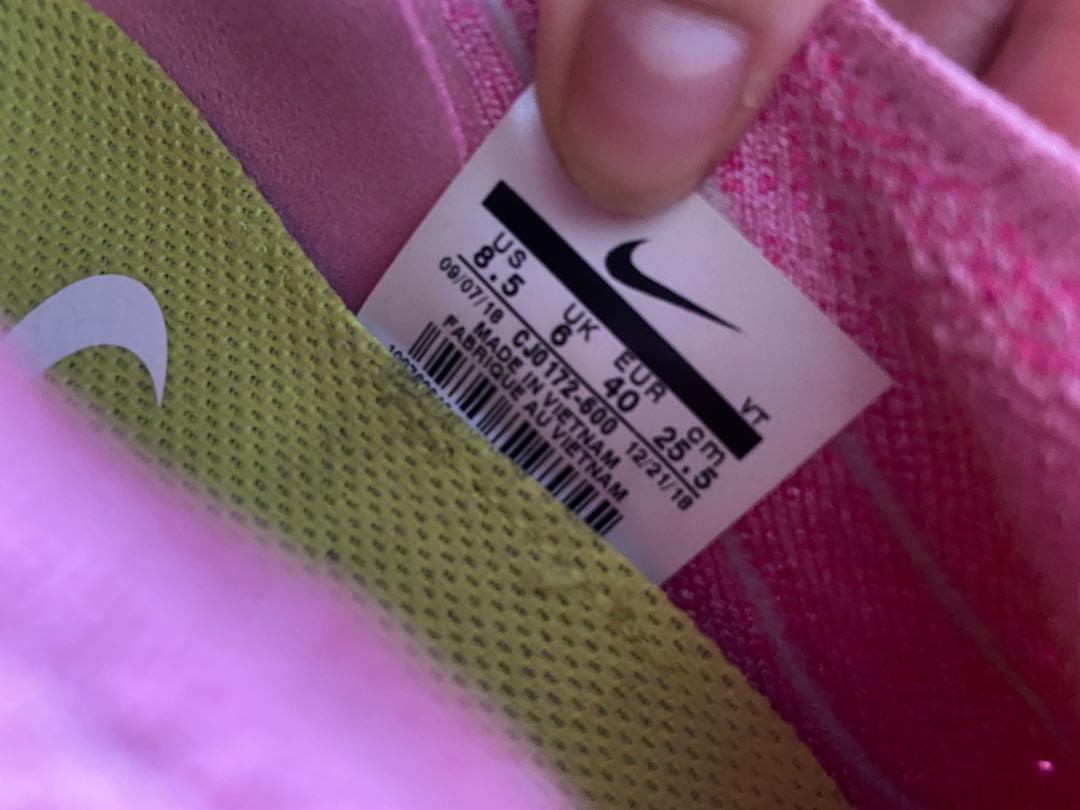 VT
US UK EUR cm
8.5 6 40 25.5
09/07/18 CJ0172-600 12/21/18
MADE IN VIETNAM
FABRIQUE AU VIETNAM